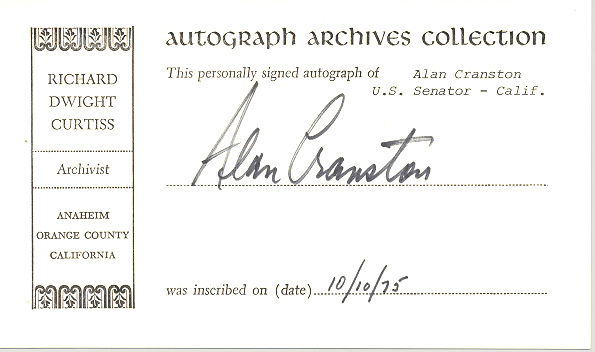 RICHARD
DWIGHT
CURTISS
Archivist
ANAHEIM
ORANGE COUNTY
CALIFORNIA
AUTOGRAPH ARCHIVES COLLECTION
This personally signed autograph of Alan Cranston
U.S. Senator - Calif.
Alan Cranston
was inscribed on (date) 10/10/75